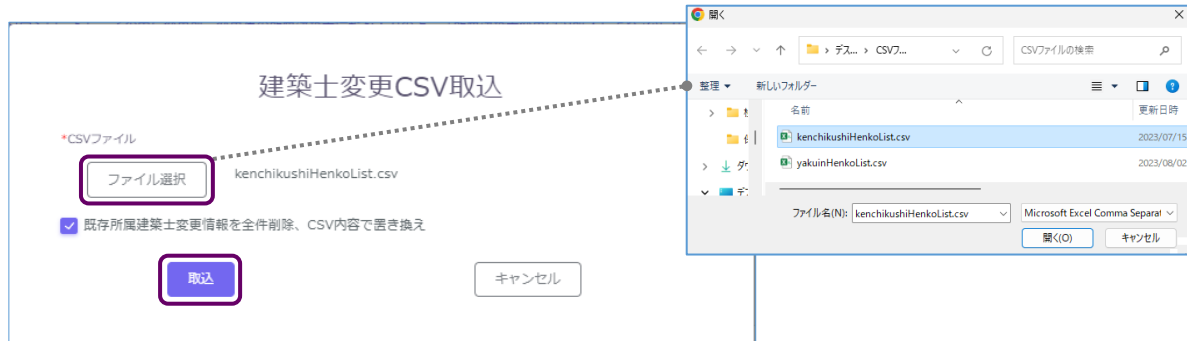 建築士変更CSV取込
*CSVファイル
ファイル選択
kenchikushiHenkoList.csv
既存所属建築士変更情報を全件削除、CSV内容で置き換え
取込
キャンセル
開く
デス... › CSVフ...
CSVファイルの検索
整理
新しいフォルダー
名前
更新日時
kenchikushiHenkoList.csv
2023/07/15
yakuinHenkoList.csv
2023/08/02
ファイル名(N):
kenchikushiHenkoList.csv
Microsoft Excel Comma Separat
開く(O)
キャンセル